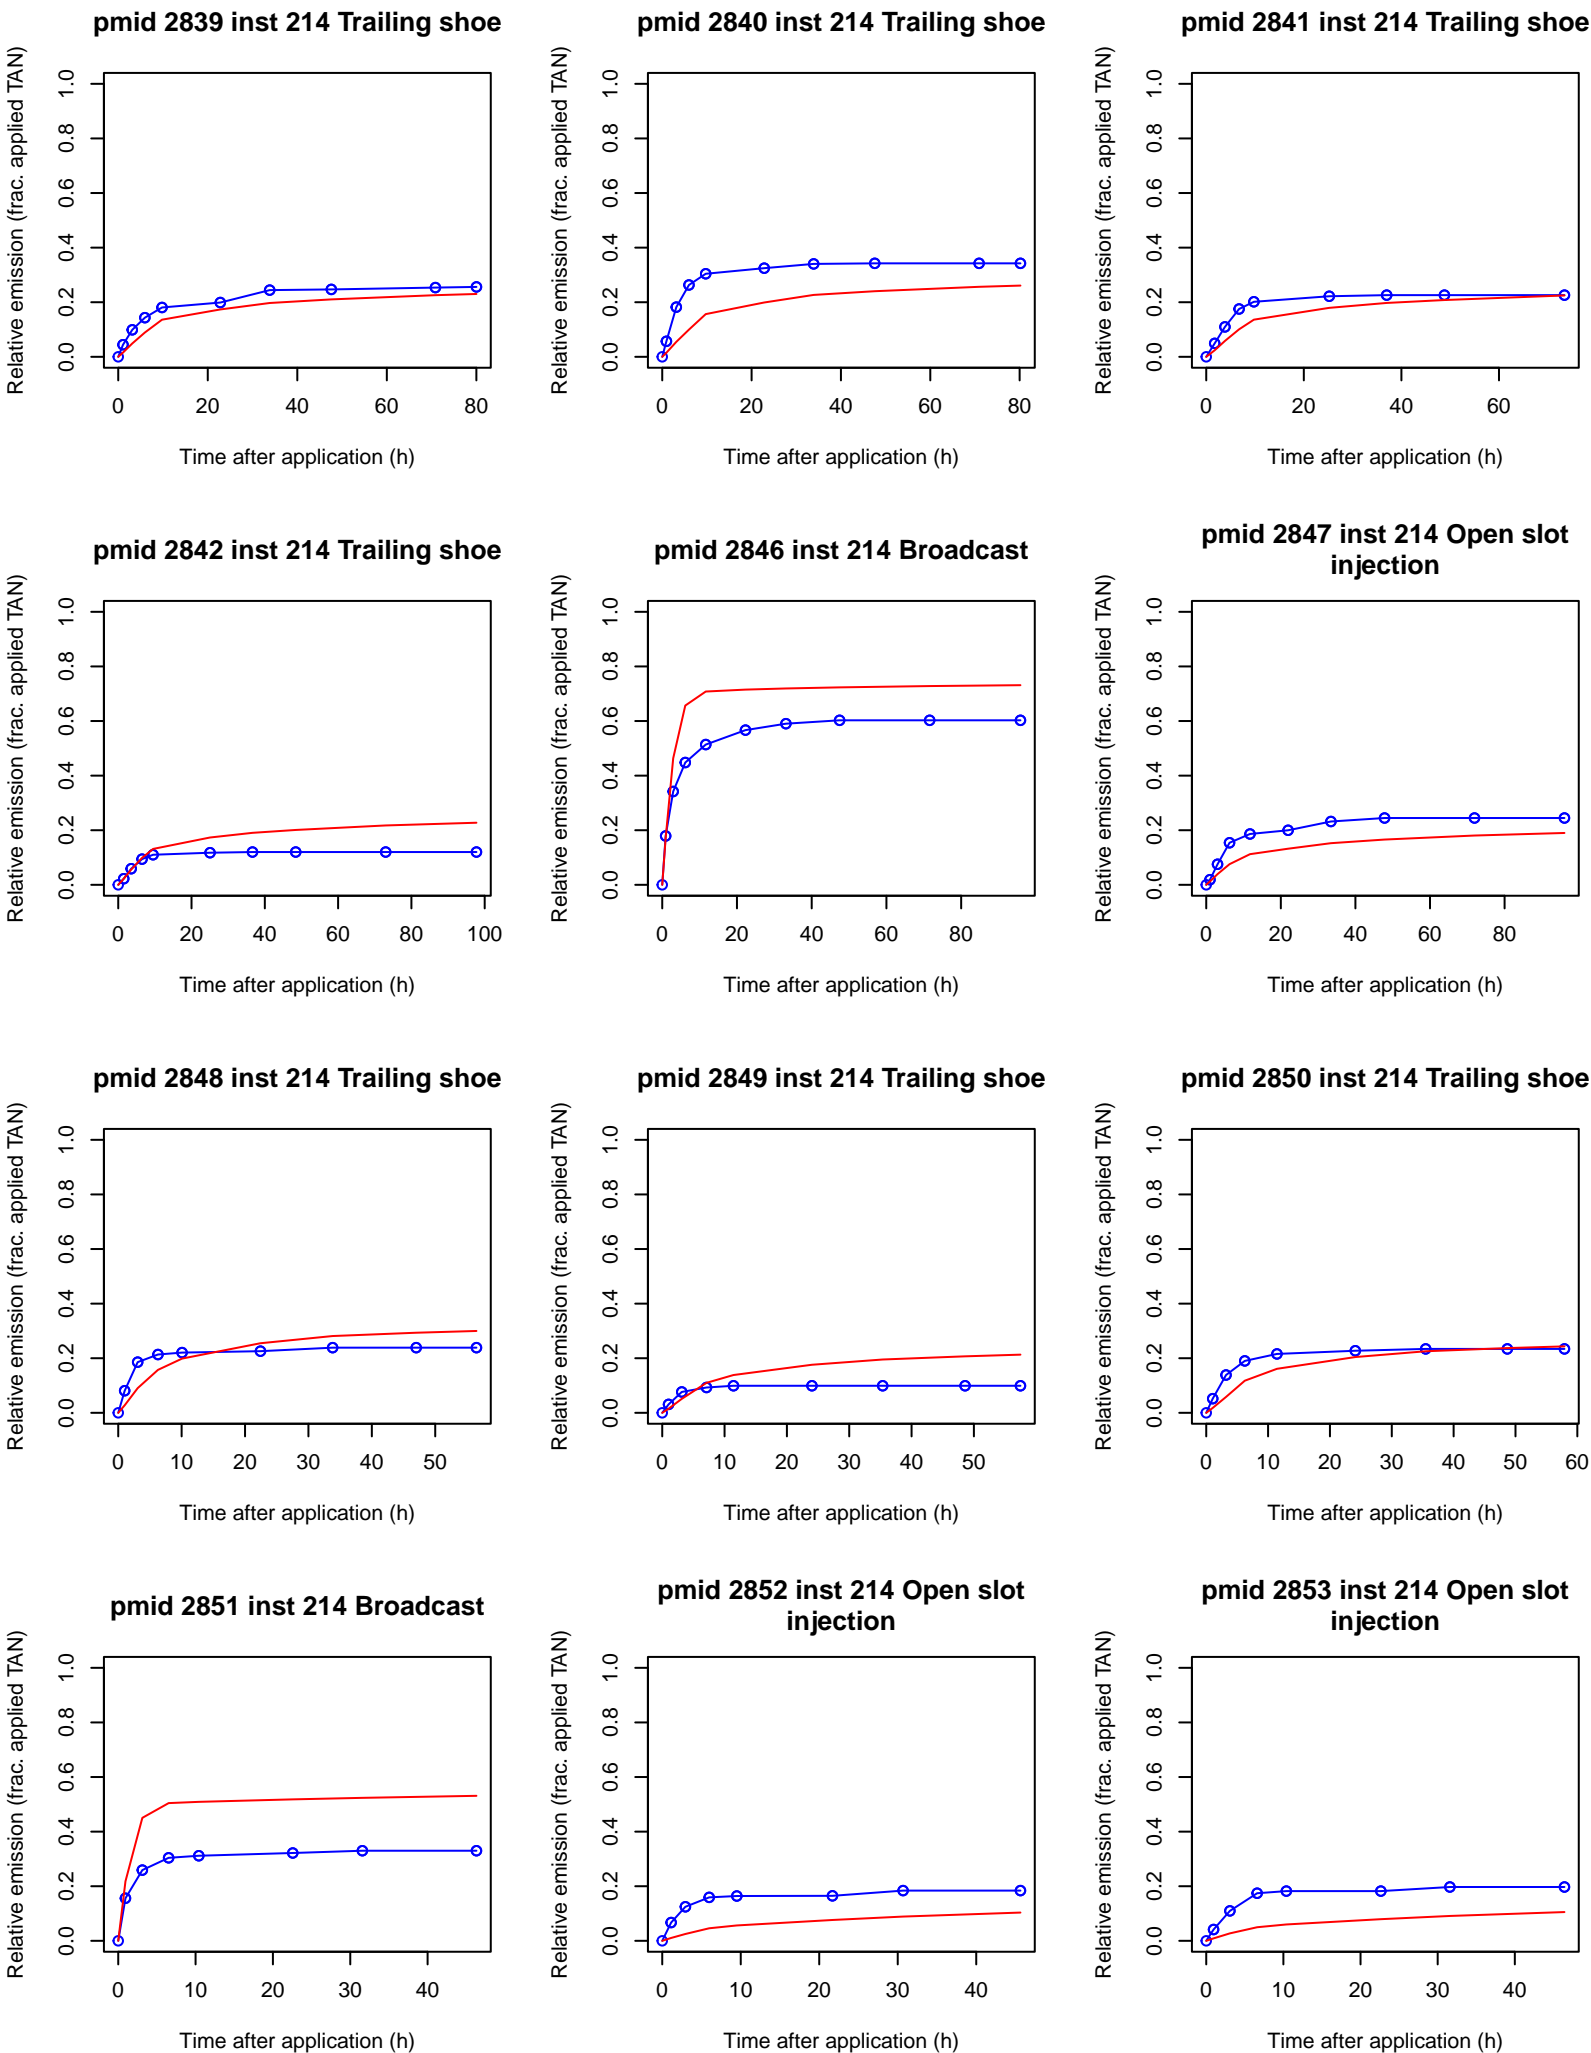 pmid 2839 inst 214 Trailing shoe
Relative emission (frac. applied TAN)
1.0
0.8
0.6
0.4
0.2
0.0
0 20 40 60 80
Time after application (h)
pmid 2840 inst 214 Trailing shoe
Relative emission (frac. applied TAN)
1.0
0.8
0.6
0.4
0.2
0.0
0 20 40 60 80
Time after application (h)
pmid 2841 inst 214 Trailing shoe
Relative emission (frac. applied TAN)
1.0
0.8
0.6
0.4
0.2
0.0
0 20 40 60
Time after application (h)
pmid 2842 inst 214 Trailing shoe
Relative emission (frac. applied TAN)
1.0
0.8
0.6
0.4
0.2
0.0
0 20 40 60 80 100
Time after application (h)
pmid 2846 inst 214 Broadcast
Relative emission (frac. applied TAN)
1.0
0.8
0.6
0.4
0.2
0.0
0 20 40 60 80
Time after application (h)
pmid 2847 inst 214 Open slot
injection
Relative emission (frac. applied TAN)
1.0
0.8
0.6
0.4
0.2
0.0
0 20 40 60 80
Time after application (h)
pmid 2848 inst 214 Trailing shoe
Relative emission (frac. applied TAN)
1.0
0.8
0.6
0.4
0.2
0.0
0 10 20 30 40 50
Time after application (h)
pmid 2849 inst 214 Trailing shoe
Relative emission (frac. applied TAN)
1.0
0.8
0.6
0.4
0.2
0.0
0 10 20 30 40 50
Time after application (h)
pmid 2850 inst 214 Trailing shoe
Relative emission (frac. applied TAN)
1.0
0.8
0.6
0.4
0.2
0.0
0 10 20 30 40 50 60
Time after application (h)
pmid 2851 inst 214 Broadcast
Relative emission (frac. applied TAN)
1.0
0.8
0.6
0.4
0.2
0.0
0 10 20 30 40
Time after application (h)
pmid 2852 inst 214 Open slot
injection
Relative emission (frac. applied TAN)
1.0
0.8
0.6
0.4
0.2
0.0
0 10 20 30 40
Time after application (h)
pmid 2853 inst 214 Open slot
injection
Relative emission (frac. applied TAN)
1.0
0.8
0.6
0.4
0.2
0.0
0 10 20 30 40
Time after application (h)